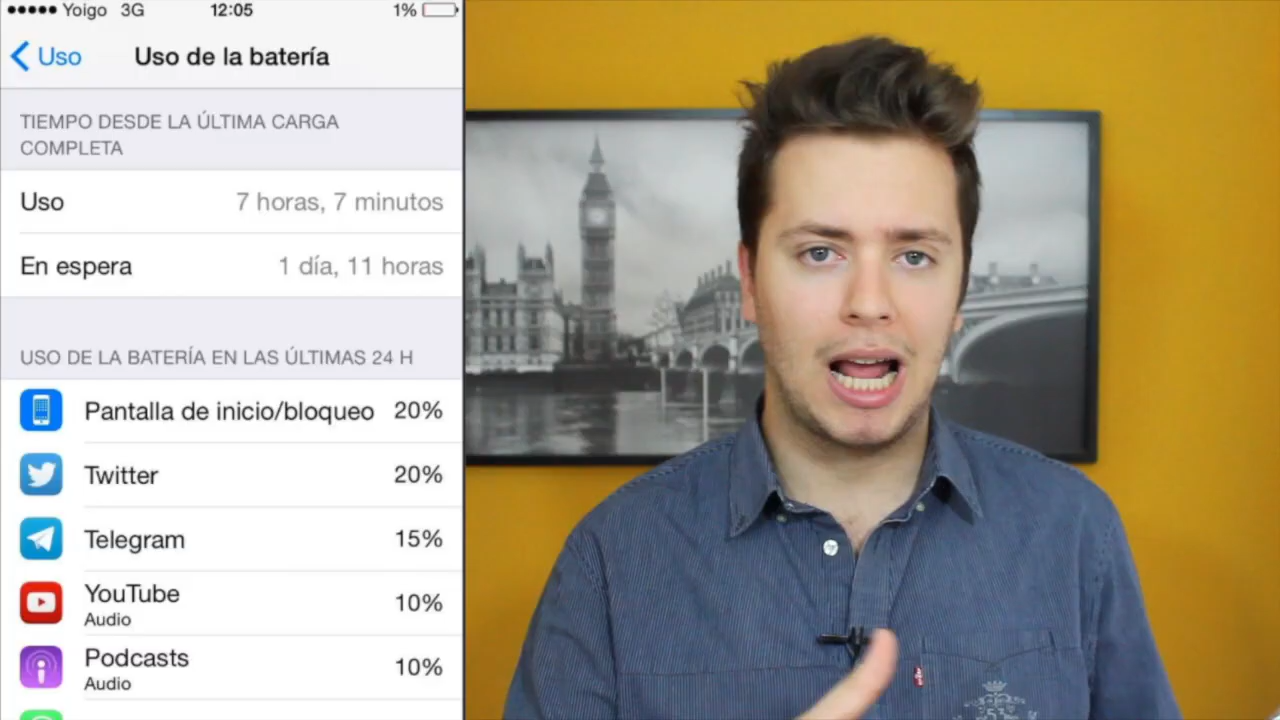 Yoigo 3G 12:05 1%
Uso Uso de la batería
TIEMPO DESDE LA ÚLTIMA CARGA
COMPLETA
Uso 7 horas, 7 minutos
En espera 1 día, 11 horas
USO DE LA BATERÍA EN LAS ÚLTIMAS 24 H
Pantalla de inicio/bloqueo 20%
Twitter 20%
Telegram 15%
YouTube 10%
Audio
Podcasts 10%
Audio